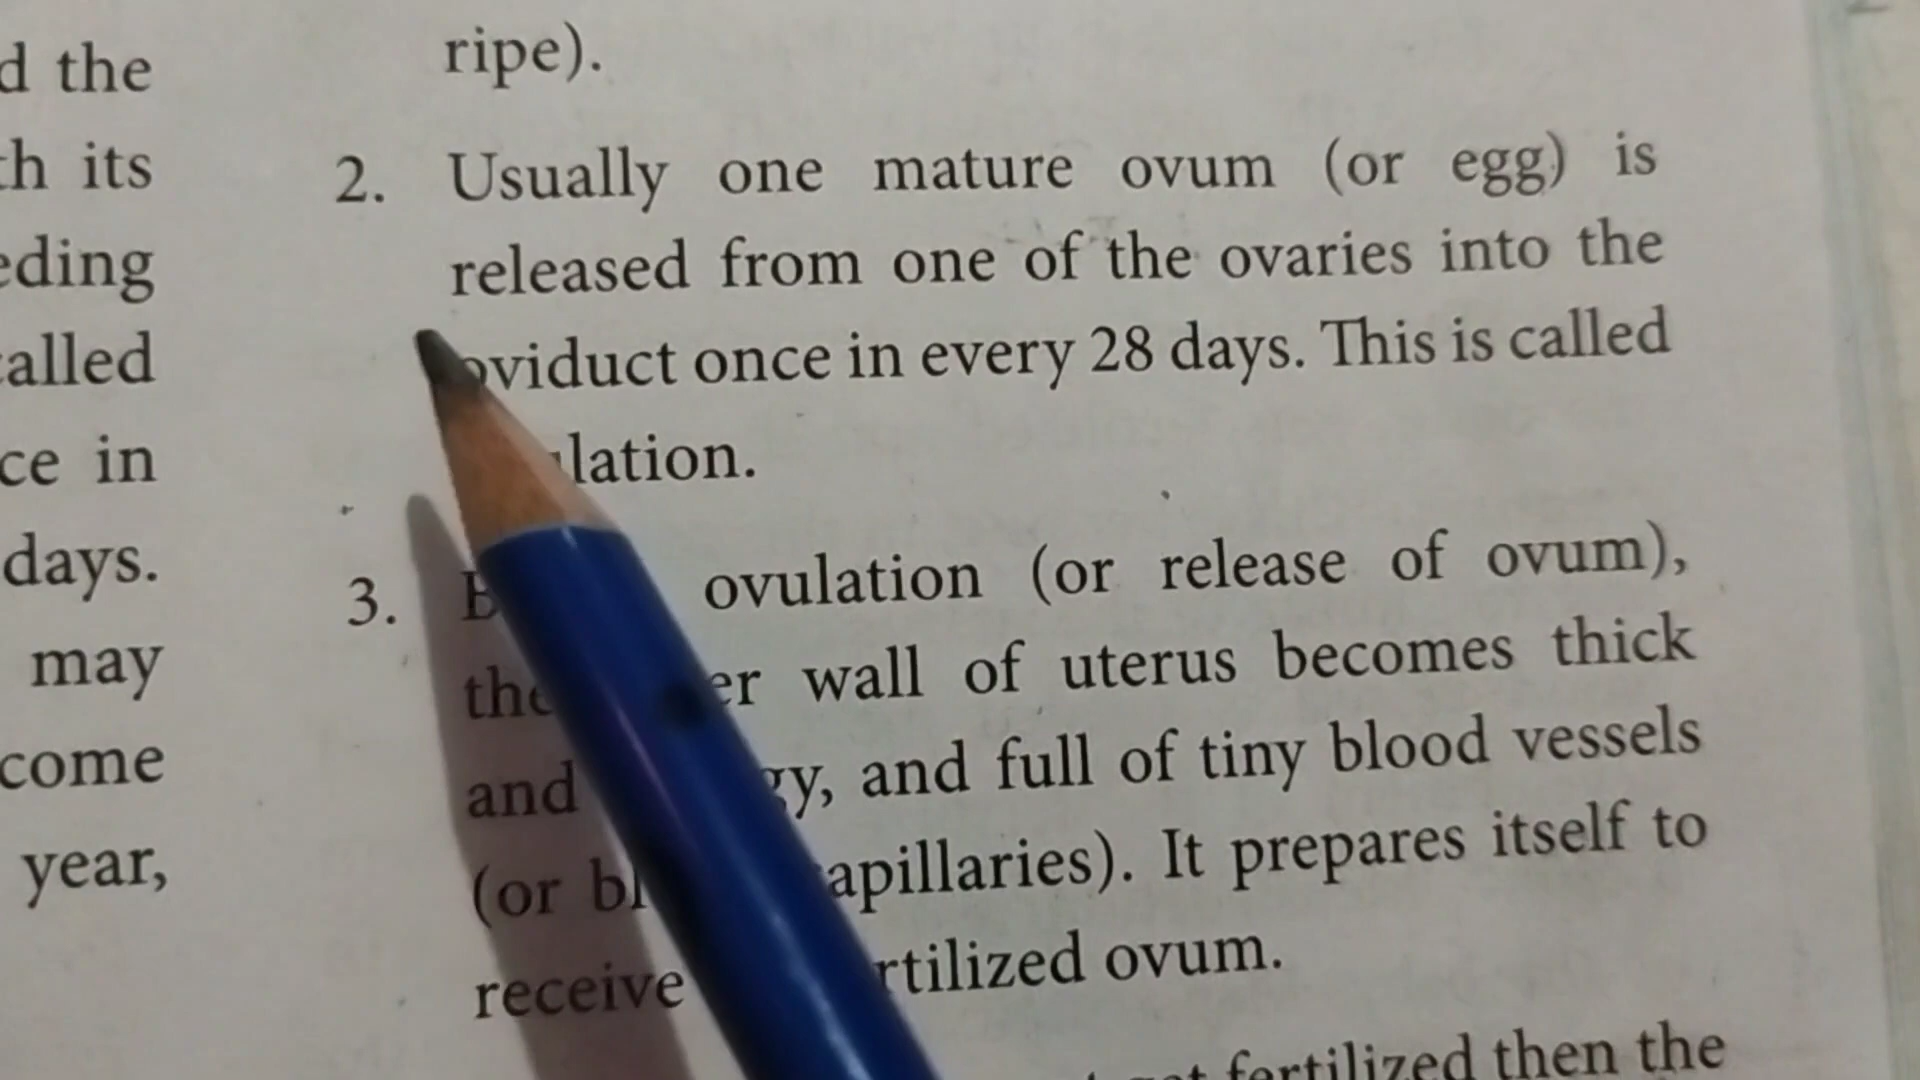 d the
th its
eding
called
ce in
days.
may
come
year,
ripe).
2. Usually one mature ovum (or egg) is
released from one of the ovaries into the
oviduct once in every 28 days. This is called
lation.
3. ovulation (or release of ovum),
the er wall of uterus becomes thick
and gy, and full of tiny blood vessels
(or bl apillaries). It prepares itself to
receive rtilized ovum.
fertilized then the